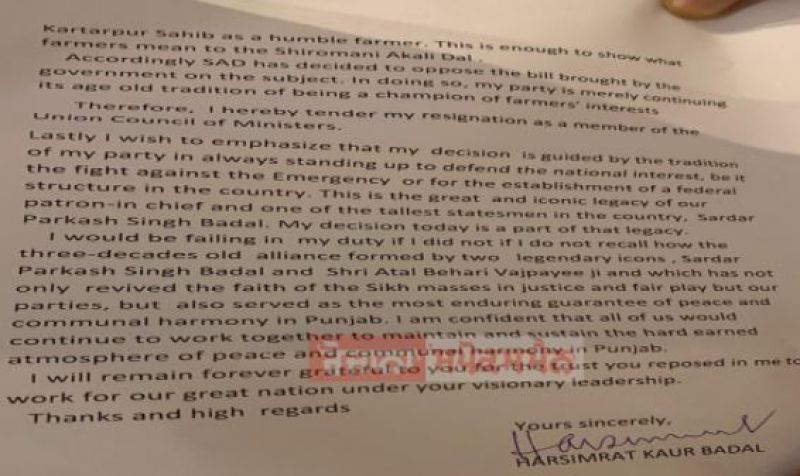 Kartarpur Sahib as a humble farmer. This is enough to show what
farmers mean to the Shiromani Akali Dal .
Accordingly SAD has decided to oppose the bill brought by the
government on the subject. In doing so, my party is merely continuing
its age old tradition of being a champion of farmers' interests
Therefore, I hereby tender my resignation as a member of the
Union Council of Ministers.
Lastly I wish to emphasize that my decision is guided by the tradition
of my party in always standing up to defend the national interest, be it
the fight against the Emergency or for the establishment of a federal
structure in the country. This is the great and iconic legacy of our
patron-in chief and one of the tallest statesmen in the country, Sardar
Parkash Singh Badal. My decision today is a part of that legacy.
I would be failing in my duty if I did not if I do not recall how the
three-decades old alliance formed by two legendary icons , Sardar
Parkash Singh Badal and Shri Atal Behari Vajpayee ji and which has not
only revived the faith of the Sikh masses in justice and fair play but our
parties, but also served as the most enduring guarantee of peace and
communal harmony in Punjab. I am confident that all of us would
continue to work together to maintain and sustain the hard earned
atmosphere of peace and communal harmony in Punjab.
I will remain forever grateful to you for the trust you reposed in me to
work for our great nation under your visionary leadership.
Thanks and high regards
Yours sincerely,
Harsimrat
HARSIMRAT KAUR BADAL